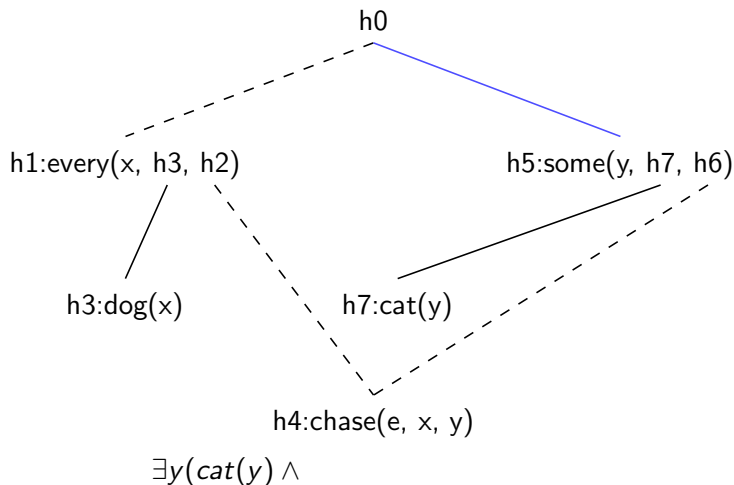 h0
h1:every(x, h3, h2) h5:some(y, h7, h6)
h3:dog(x) h7:cat(y)
h4:chase(e, x, y)
∃y(cat(y) ∧